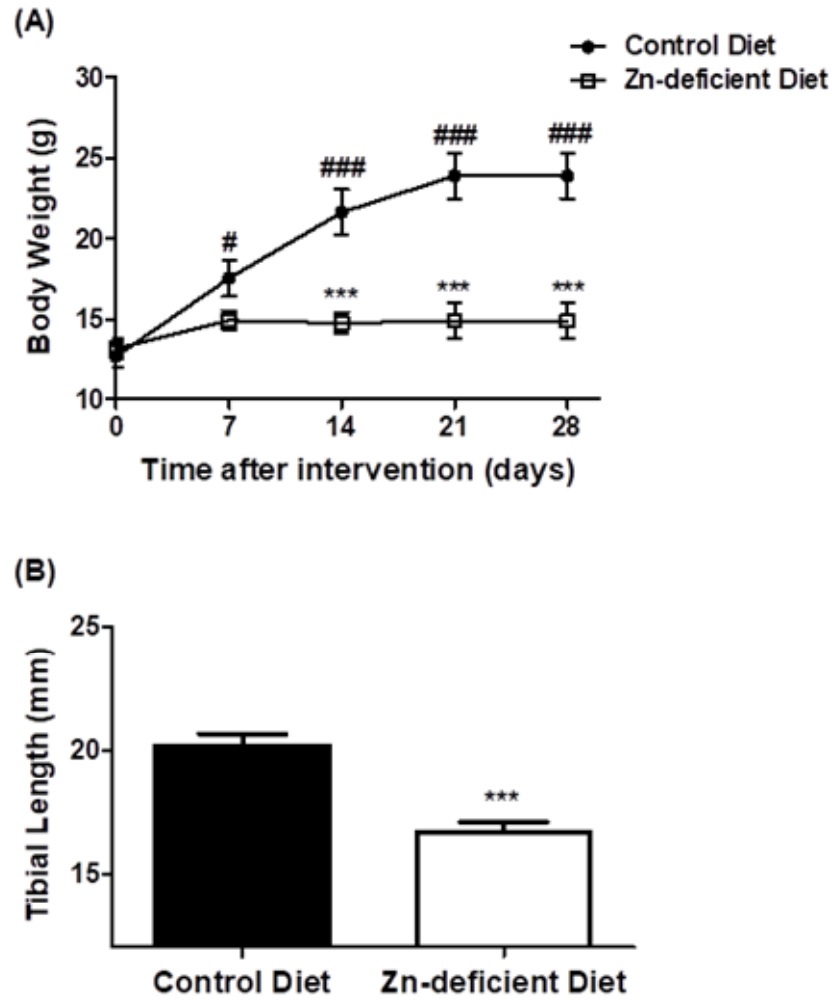 (A)
Control Diet
Zn-deficient Diet
30
25
20
15
10
Body Weight (g)
#
###
###
###
***
***
***
0 7 14 21 28
Time after intervention (days)
(B)
25
20
15
Tibial Length (mm)
***
Control Diet Zn-deficient Diet